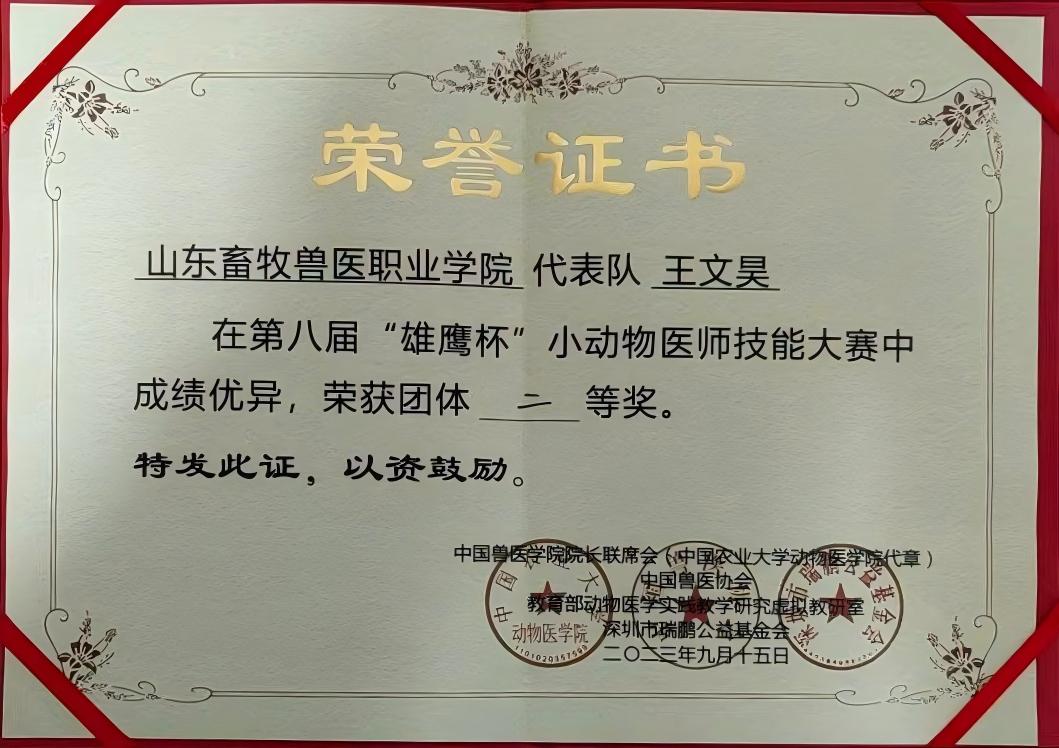 荣誉证书
山东畜牧兽医职业学院 代表队 王文昊
在第八届“雄鹰杯”小动物医师技能大赛中
成绩优异，荣获团体 二 等奖。
特发此证，以资鼓励。
中国兽医学院院长联席会（中国农业大学动物医学院代章）
中国兽医协会
教育部动物医学实践教学研究虚拟教研室
深圳市瑞鹏公益基金会
二〇二三年九月十五日
动物医学院